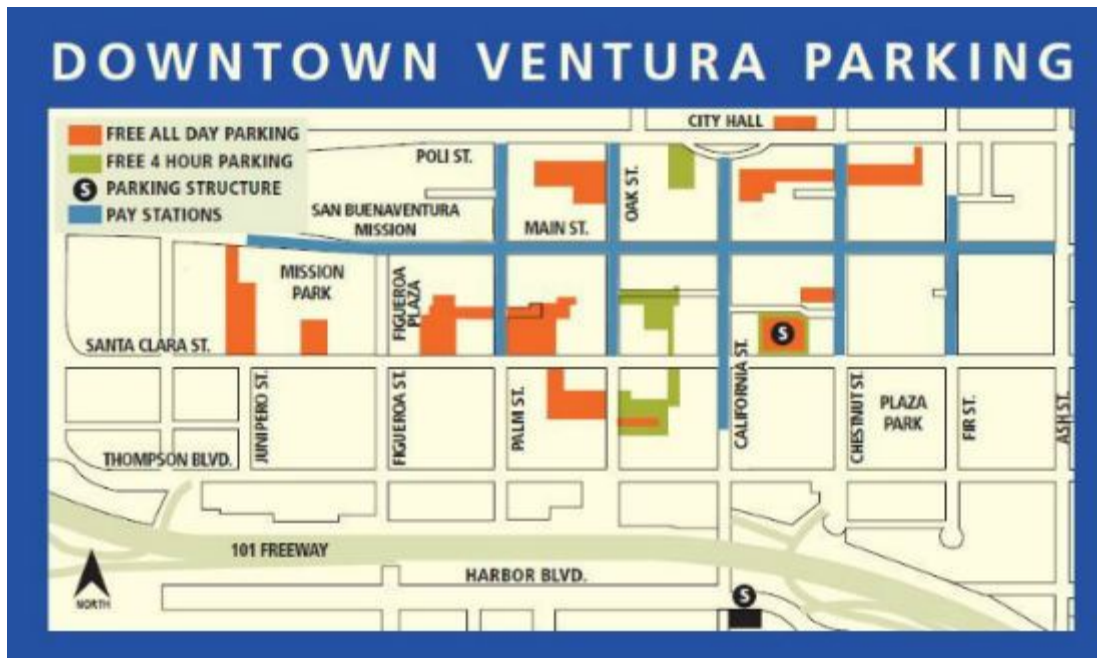 DOWNTOWN VENTURA PARKING
FREE ALL DAY PARKING
FREE 4 HOUR PARKING
S PARKING STRUCTURE
PAY STATIONS
CITY HALL
POLI ST.
OAK ST.
SAN BUENAVENTURA
MISSION
MAIN ST.
MISSION
PARK
FIGUEROA
PLAZA
S
SANTA CLARA ST.
JUNIPERO ST.
FIGUEROA ST.
PALM ST.
CALIFORNIA ST.
CHESTNUT ST.
PLAZA
PARK
FIR ST.
ASH ST.
THOMPSON BLVD.
101 FREEWAY
HARBOR BLVD.
NORTH
S